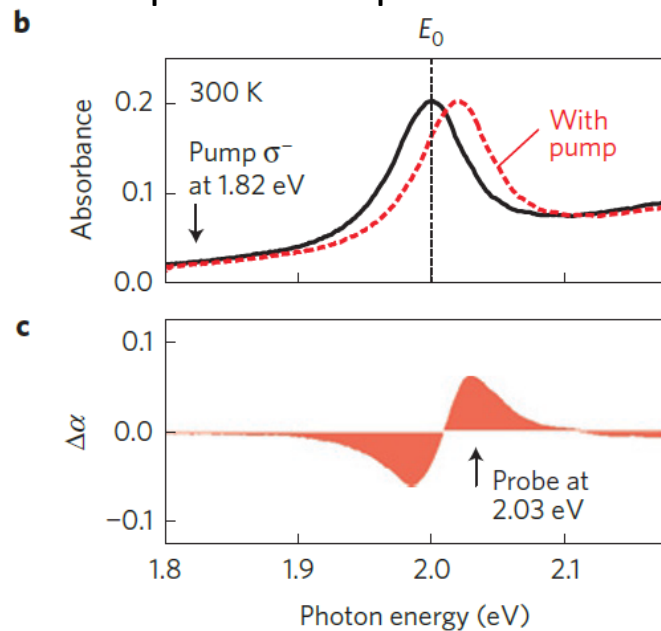 b
E₀
300 K
Pump σ⁻
at 1.82 eV
With
pump
Absorbance
0.2
0.1
0.0
c
Δα
0.1
0.0
−0.1
Probe at
2.03 eV
1.8
1.9
2.0
2.1
Photon energy (eV)